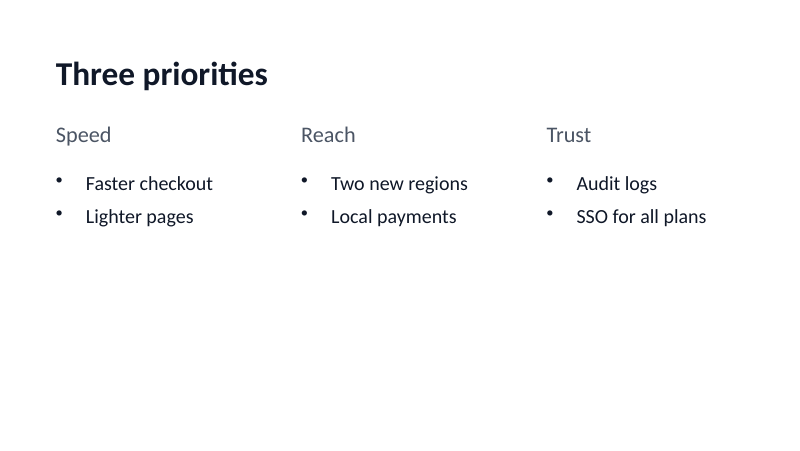 Three priorities
Speed
• Faster checkout
• Lighter pages
Reach
• Two new regions
• Local payments
Trust
• Audit logs
• SSO for all plans